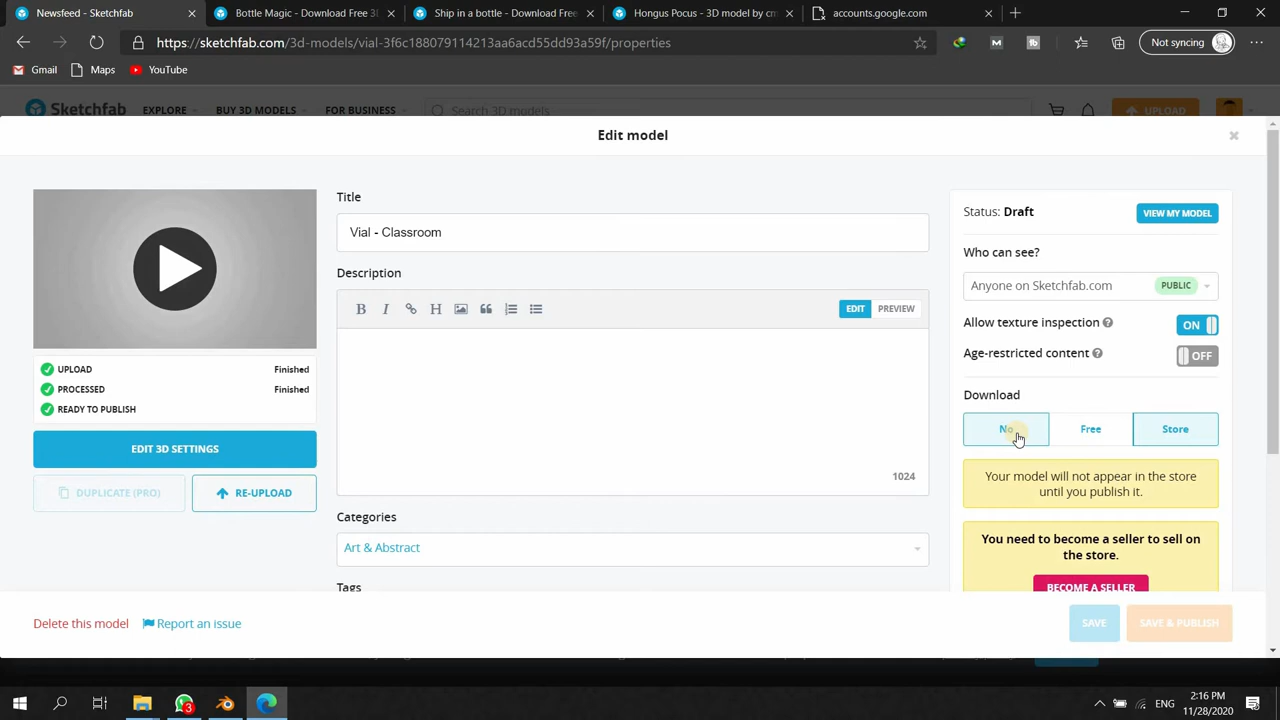 Newsfeed - Sketchfab
Bottle Magic - Download Free 3D
Ship in a bottle - Download Free
Hongus Pocus - 3D model by cm
accounts.google.com
https://sketchfab.com/3d-models/vial-3f6c188079114213aa6acd55dd93a59f/properties
Not syncing
Gmail
Maps
YouTube
Sketchfab
EXPLORE
BUY 3D MODELS
FOR BUSINESS
Search 3D models
UPLOAD
Edit model
Title
Vial - Classroom
Description
EDIT
PREVIEW
1024
UPLOAD Finished
PROCESSED Finished
READY TO PUBLISH
EDIT 3D SETTINGS
DUPLICATE (PRO)
RE-UPLOAD
Categories
Art & Abstract
Tags
Status: Draft
VIEW MY MODEL
Who can see?
Anyone on Sketchfab.com PUBLIC
Allow texture inspection ? ON
Age-restricted content ? OFF
Download
No Free Store
Your model will not appear in the store
until you publish it.
You need to become a seller to sell on
the store.
BECOME A SELLER
Delete this model
Report an issue
SAVE
SAVE & PUBLISH
3
ENG
2:16 PM
11/28/2020